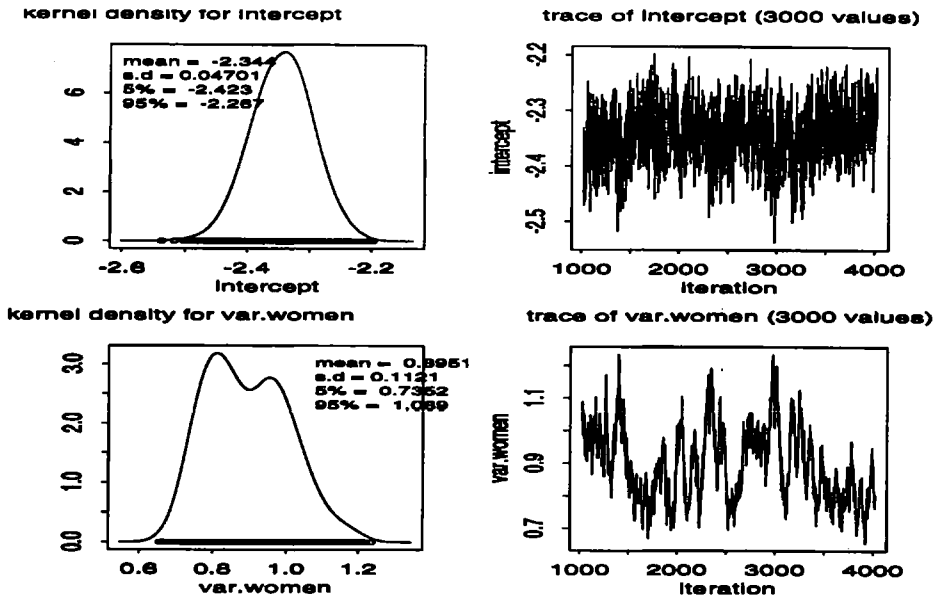 kernel density for intercept
mean = -2.344
s.d = 0.04701
5% = -2.423
95% = -2.267
0 2 4 6
-2.6 -2.4 -2.2
intercept
trace of intercept (3000 values)
intercept
-2.5 -2.4 -2.3 -2.2
1000 2000 3000 4000
iteration
kernel density for var.women
mean = 0.8951
s.d = 0.1121
5% = 0.7352
95% = 1.089
0.0 1.0 2.0 3.0
0.6 0.8 1.0 1.2
var.women
trace of var.women (3000 values)
var.women
0.7 0.9 1.1
1000 2000 3000 4000
iteration